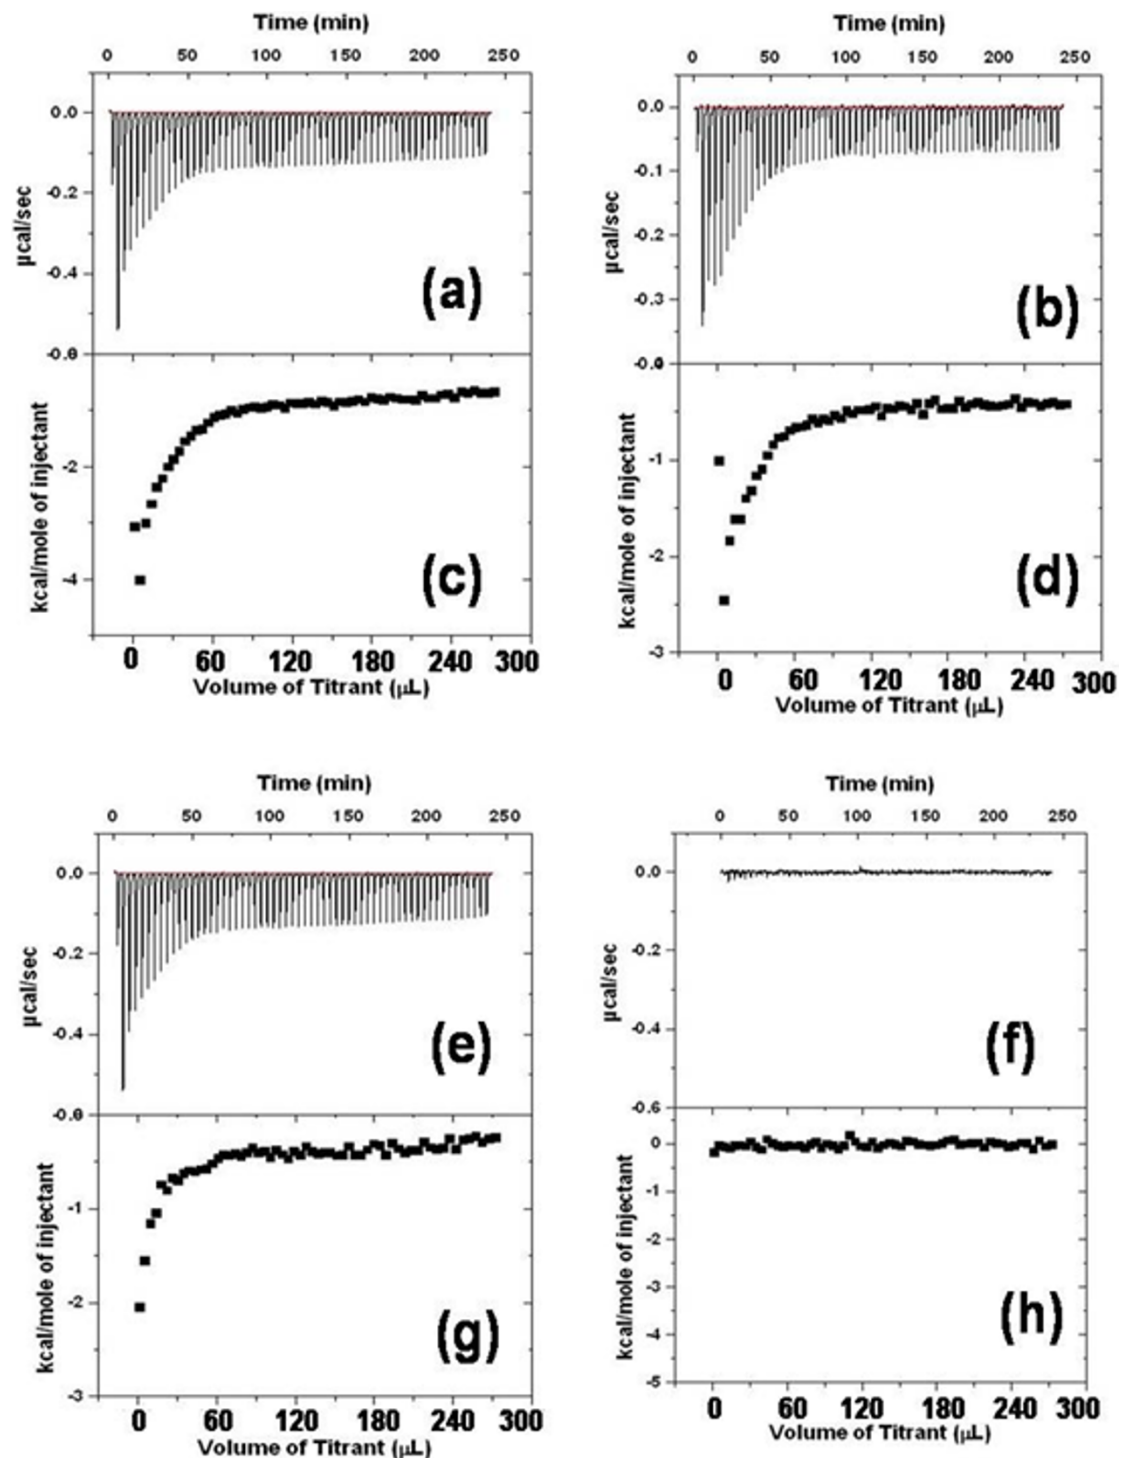 Time (min)
0 50 100 150 200 250
0.0
-0.2
-0.4
-0.6
µcal/sec
(a)
-2
-4
kcal/mole of injectant
(c)
0 60 120 180 240 300
Volume of Titrant (µL)
Time (min)
0 50 100 150 200 250
0.0
-0.1
-0.2
-0.3
µcal/sec
(b)
-1
-2
-3
kcal/mole of injectant
(d)
0 60 120 180 240 300
Volume of Titrant (µL)
Time (min)
0 50 100 150 200 250
0.0
-0.2
-0.4
µcal/sec
(e)
-1
-2
-3
kcal/mole of injectant
(g)
0 60 120 180 240 300
Volume of Titrant (µL)
Time (min)
0 50 100 150 200 250
0.0
-0.2
-0.4
-0.6
µcal/sec
(f)
0
-1
-2
-3
-4
-5
kcal/mole of injectant
(h)
0 60 120 180 240 300
Volume of Titrant (µL)